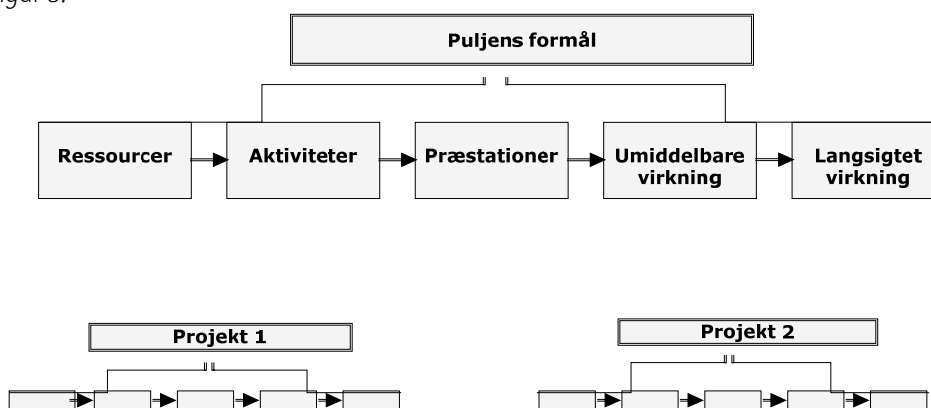 Puljens formål
Ressourcer
Aktiviteter
Præstationer
Umiddelbare
virkning
Langsigtet
virkning
Projekt 1
Projekt 2